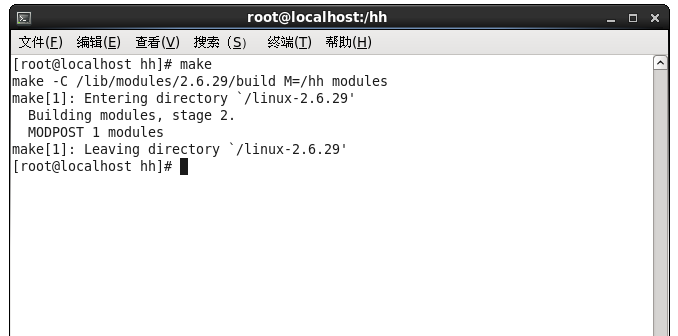 root@localhost:/hh
文件(F) 编辑(E) 查看(V) 搜索（S） 终端(T) 帮助(H)
[root@localhost hh]# make
make -C /lib/modules/2.6.29/build M=/hh modules
make[1]: Entering directory `/linux-2.6.29'
  Building modules, stage 2.
  MODPOST 1 modules
make[1]: Leaving directory `/linux-2.6.29'
[root@localhost hh]#